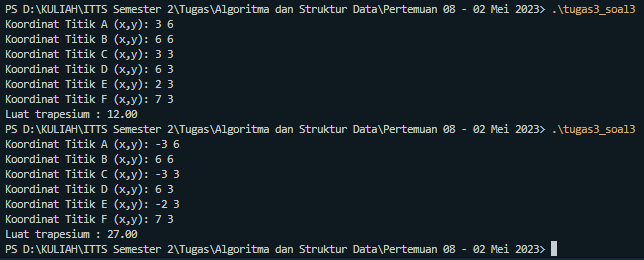 PS D:\KULIAH\ITTS Semester 2\Tugas\Algoritma dan Struktur Data\Pertemuan 08 - 02 Mei 2023> .\tugas3_soal3
Koordinat Titik A (x,y): 3 6
Koordinat Titik B (x,y): 6 6
Koordinat Titik C (x,y): 3 3
Koordinat Titik D (x,y): 6 3
Koordinat Titik E (x,y): 2 3
Koordinat Titik F (x,y): 7 3
Luat trapesium : 12.00
PS D:\KULIAH\ITTS Semester 2\Tugas\Algoritma dan Struktur Data\Pertemuan 08 - 02 Mei 2023> .\tugas3_soal3
Koordinat Titik A (x,y): -3 6
Koordinat Titik B (x,y): 6 6
Koordinat Titik C (x,y): -3 3
Koordinat Titik D (x,y): 6 3
Koordinat Titik E (x,y): -2 3
Koordinat Titik F (x,y): 7 3
Luat trapesium : 27.00
PS D:\KULIAH\ITTS Semester 2\Tugas\Algoritma dan Struktur Data\Pertemuan 08 - 02 Mei 2023>